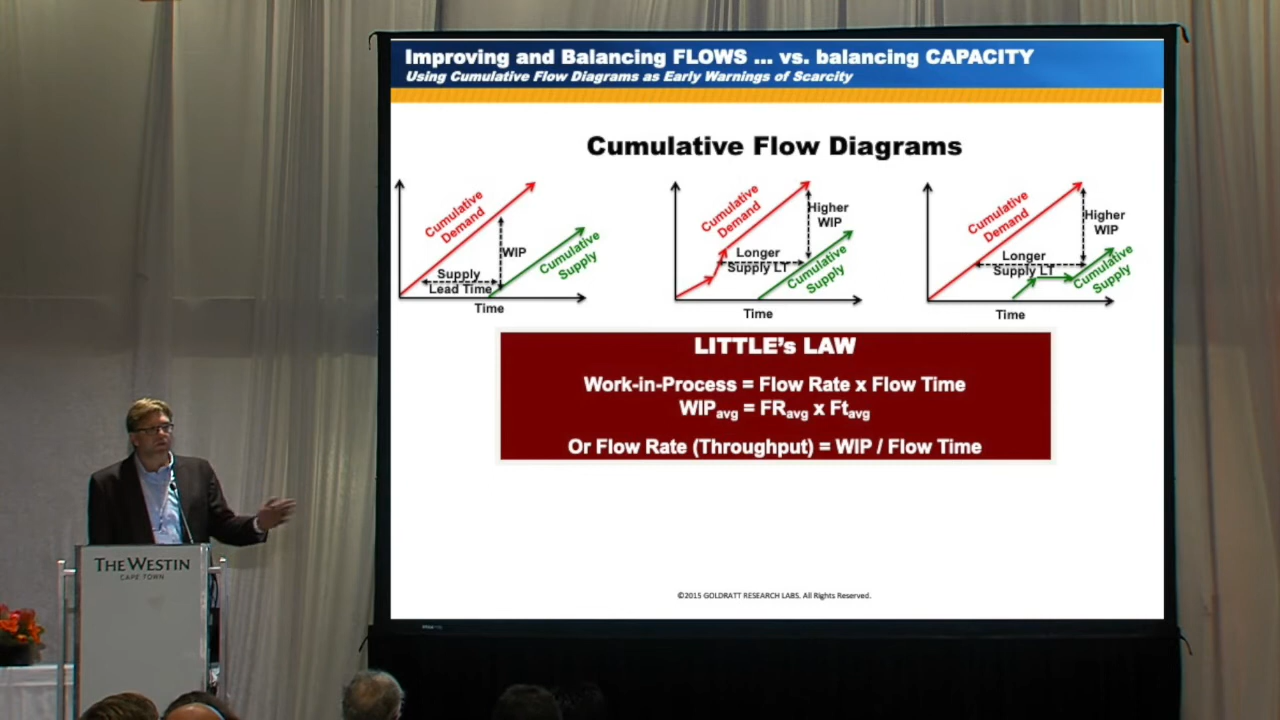 Improving and Balancing FLOWS ... vs. balancing CAPACITY
Using Cumulative Flow Diagrams as Early Warnings of Scarcity
Cumulative Flow Diagrams
Cumulative
Demand
WIP
Supply
Lead Time
Cumulative
Supply
Time
Cumulative
Demand
Higher
WIP
Longer
Supply LT
Cumulative
Supply
Time
Cumulative
Demand
Higher
WIP
Longer
Supply LT
Cumulative
Supply
Time
LITTLE's LAW
Work-in-Process = Flow Rate x Flow Time
WIPavg = FRavg x Ftavg
Or Flow Rate (Throughput) = WIP / Flow Time
©2015 GOLDRATT RESEARCH LABS. All Rights Reserved.
THE WESTIN
CAPE TOWN